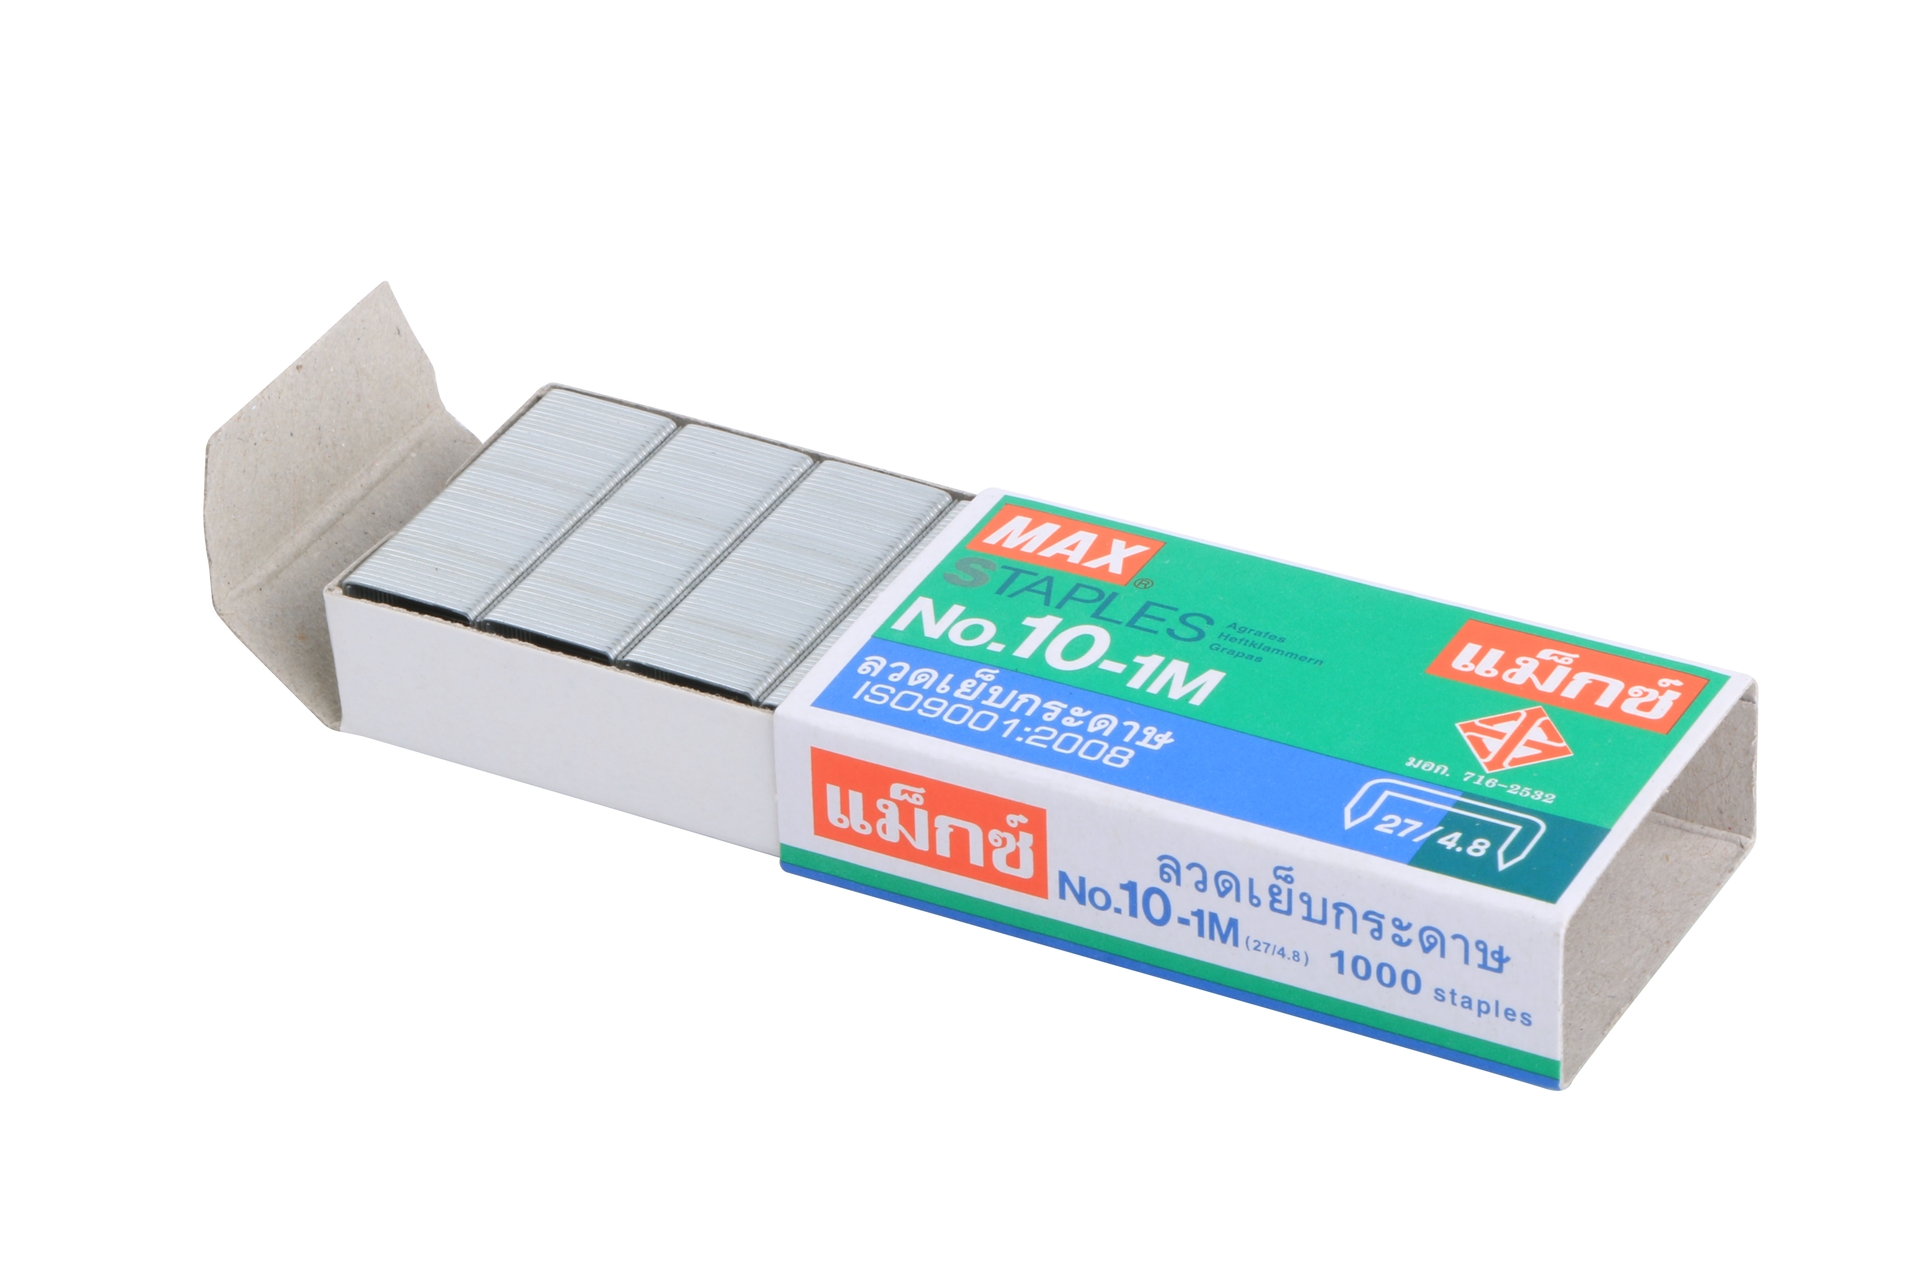 MAX®
STAPLES
Agrafes
Heftklammern
Grapas
No.10-1M
ลวดเย็บกระดาษ
ISO9001:2008
แม็กซ์
มอก. 716-2532
27/4.8
แม็กซ์
ลวดเย็บกระดาษ
No.10-1M (27/4.8) 1000 staples